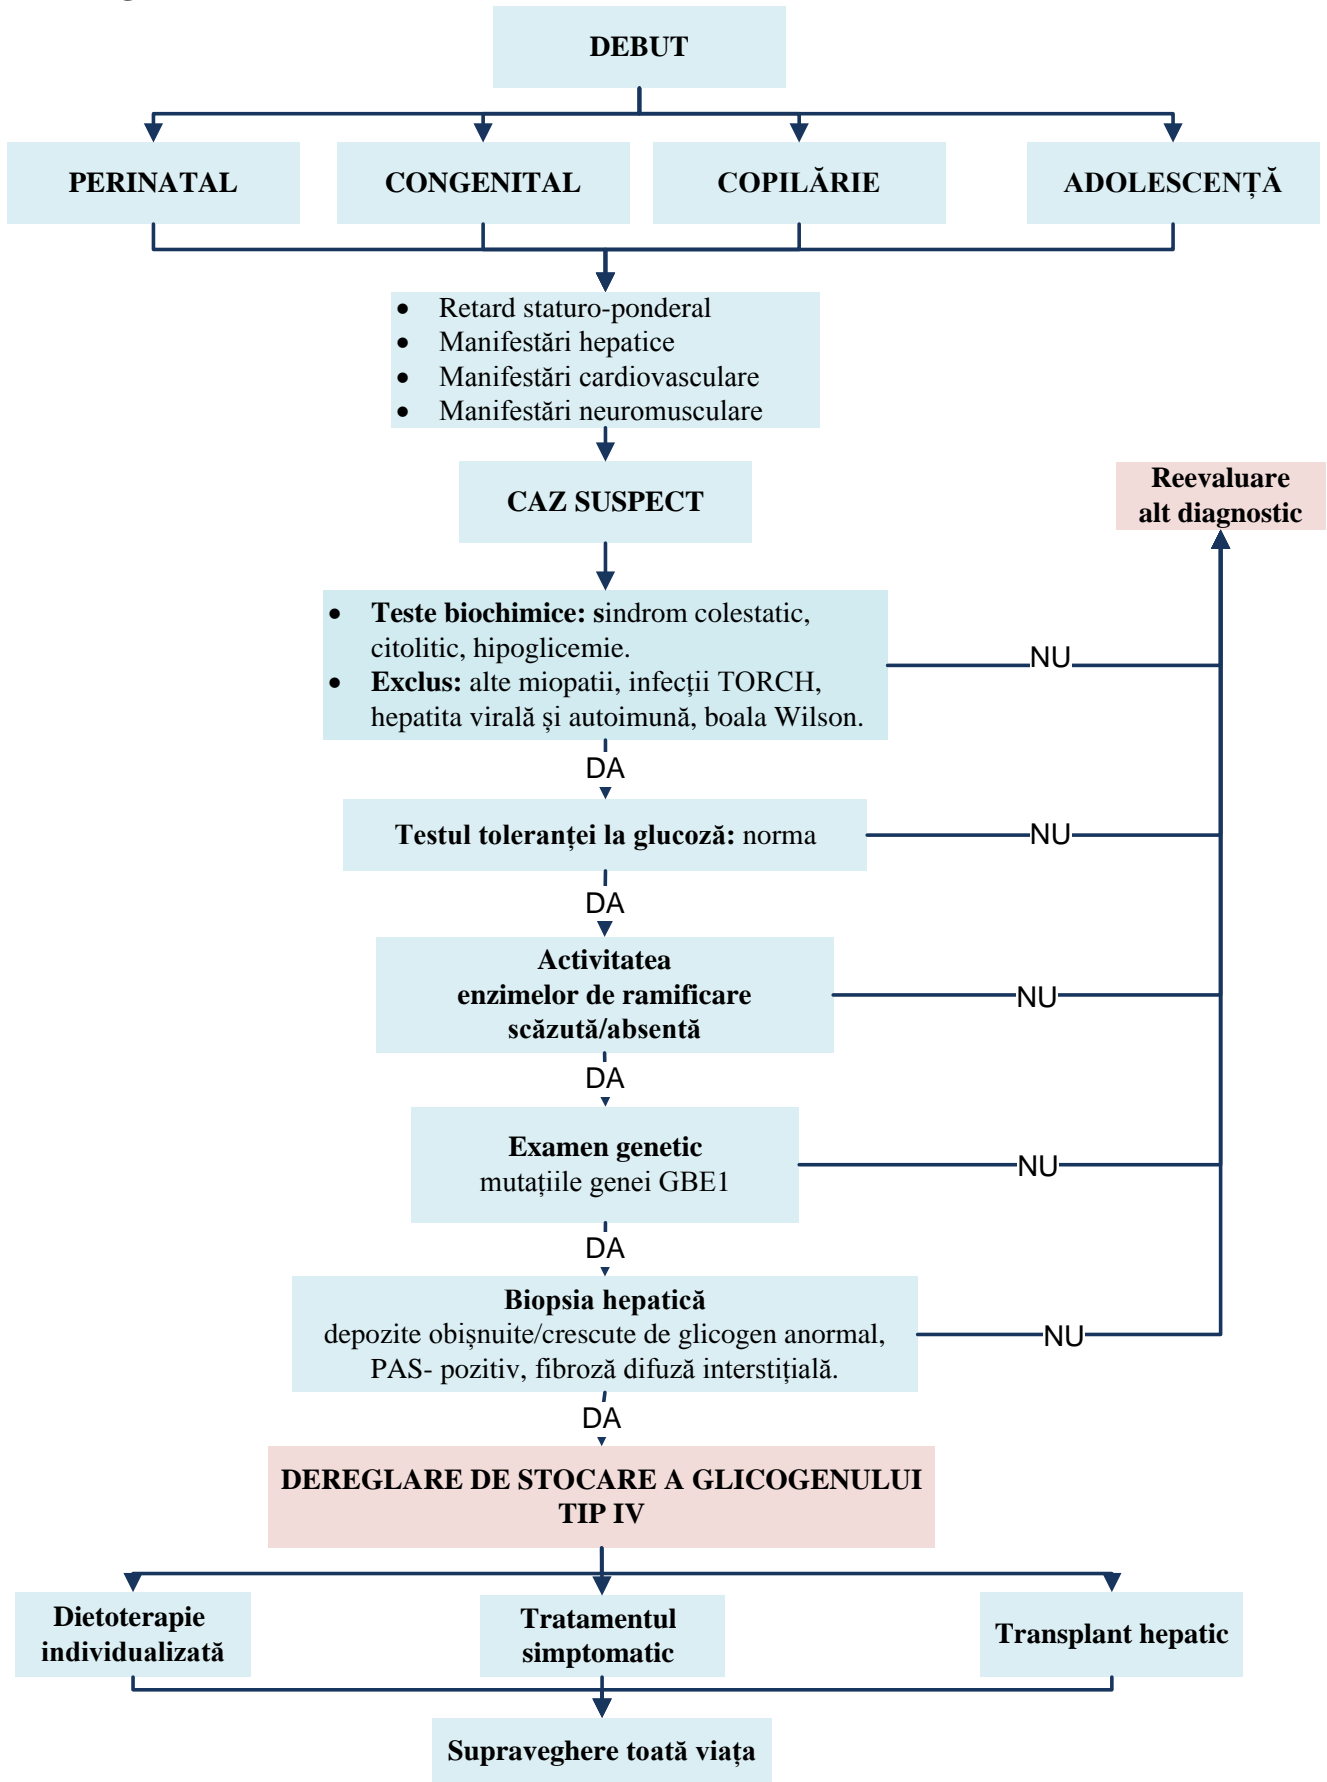 DEBUT
PERINATAL
CONGENITAL
COPILĂRIE
ADOLESCENȚĂ
• Retard staturo-ponderal
• Manifestări hepatice
• Manifestări cardiovasculare
• Manifestări neuromusculare
CAZ SUSPECT
Reevaluare
alt diagnostic
• Teste biochimice: sindrom colestatic,
citolitic, hipoglicemie.
• Exclus: alte miopatii, infecții TORCH,
hepatita virală și autoimună, boala Wilson.
NU
DA
Testul toleranței la glucoză: norma
NU
DA
Activitatea
enzimelor de ramificare
scăzută/absentă
NU
DA
Examen genetic
mutațiile genei GBE1
NU
DA
Biopsia hepatică
depozite obișnuite/crescute de glicogen anormal,
PAS- pozitiv, fibroză difuză interstițială.
NU
DA
DEREGLARE DE STOCARE A GLICOGENULUI
TIP IV
Dietoterapie
individualizată
Tratamentul
simptomatic
Transplant hepatic
Supraveghere toată viața